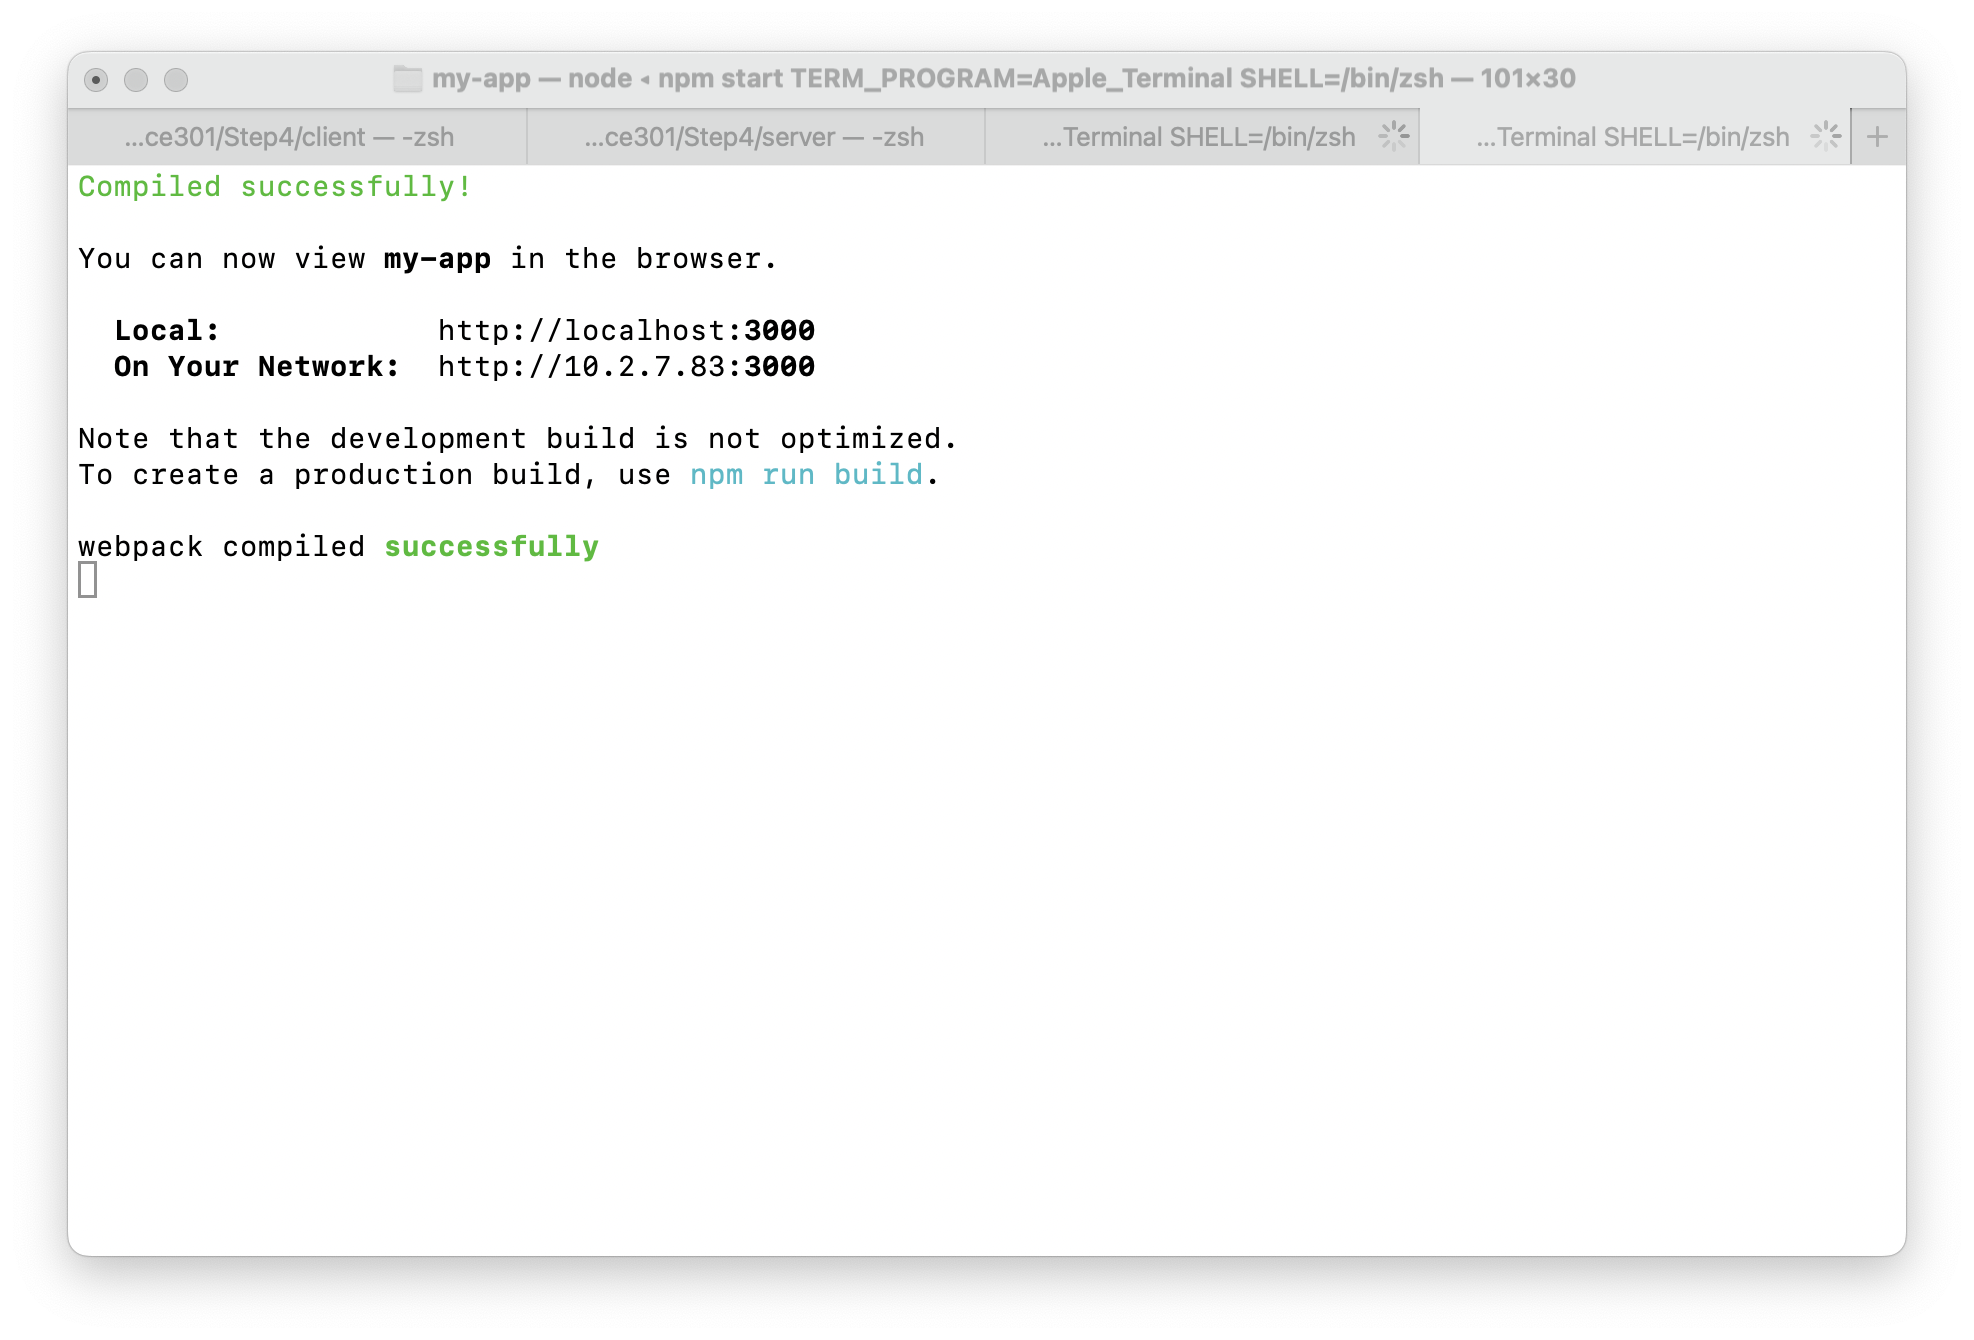 my-app — node ◂ npm start TERM_PROGRAM=Apple_Terminal SHELL=/bin/zsh — 101×30
...ce301/Step4/client — -zsh
...ce301/Step4/server — -zsh
...Terminal SHELL=/bin/zsh
...Terminal SHELL=/bin/zsh
+
Compiled successfully!
You can now view my-app in the browser.
Local: http://localhost:3000
On Your Network: http://10.2.7.83:3000
Note that the development build is not optimized.
To create a production build, use npm run build.
webpack compiled successfully